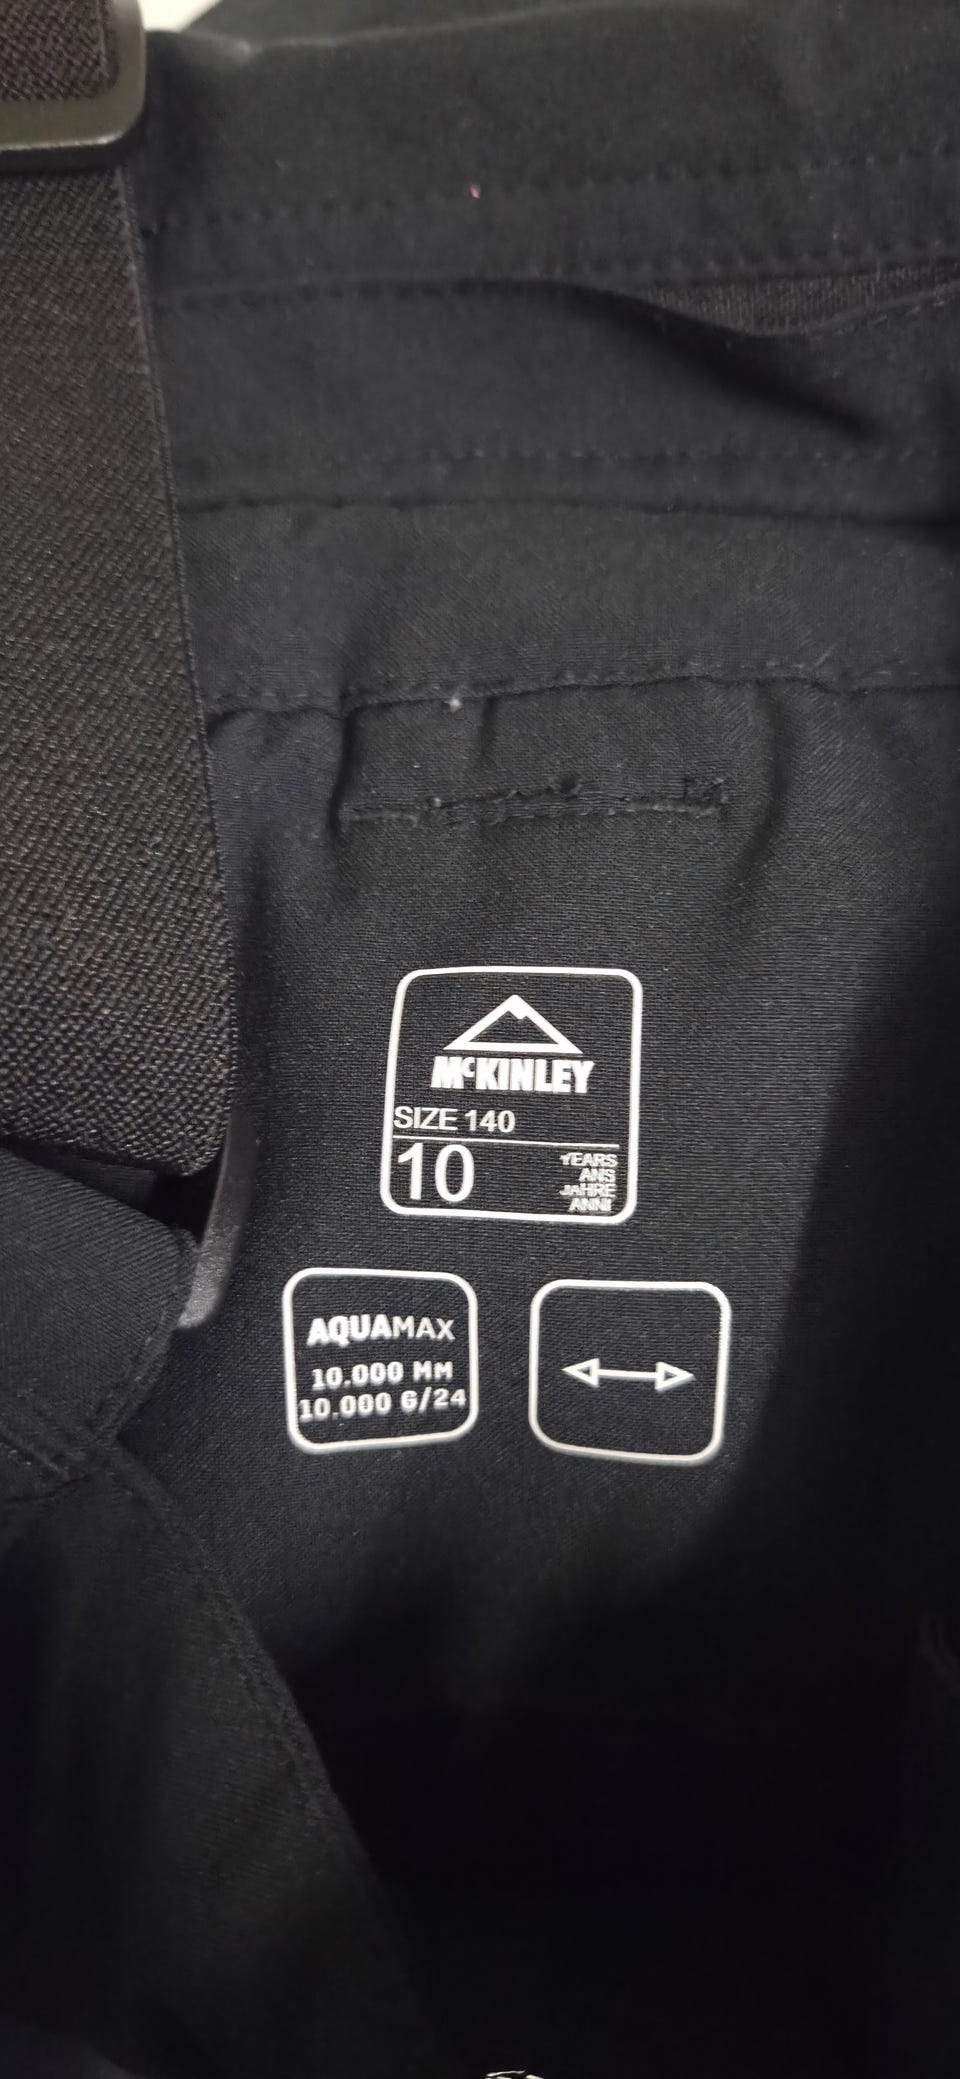 McKINLEY
SIZE 140
10
YEARS
ANS
JAHRE
ANNI
AQUAMAX
10.000 MM
10.000 G/24